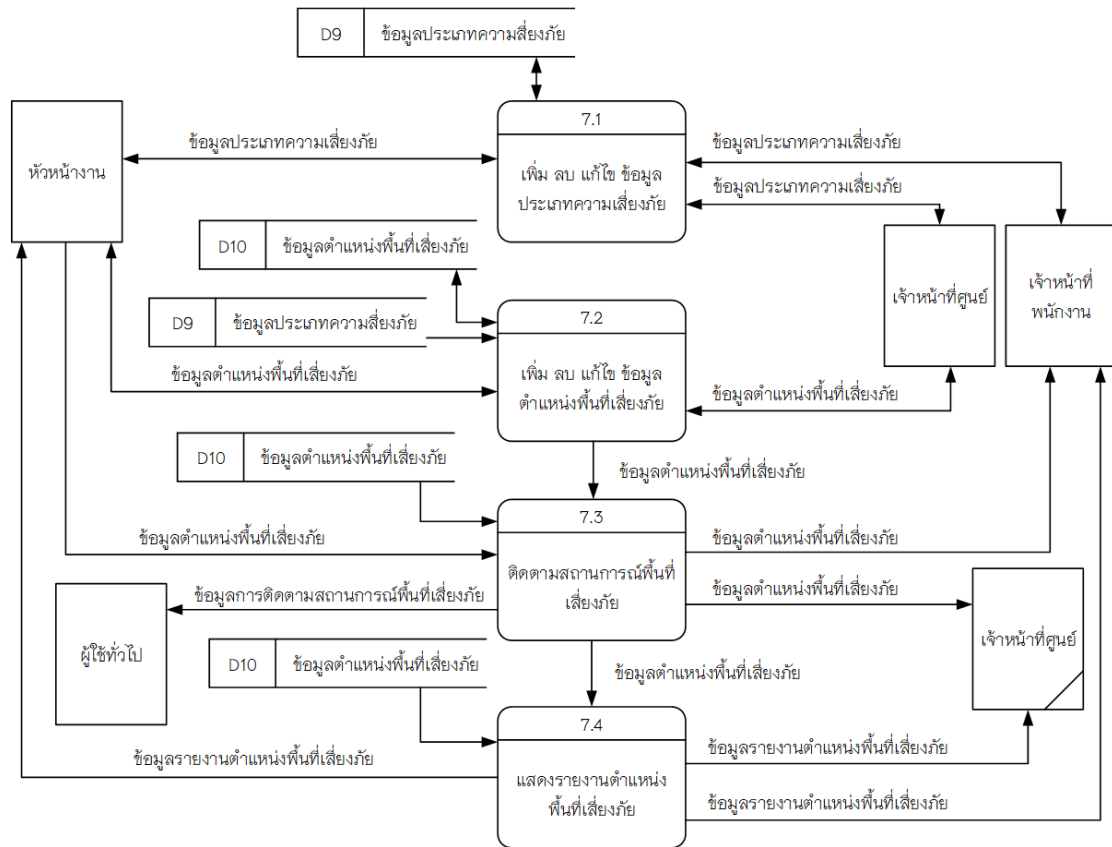 D9 ข้อมูลประเภทความสี่ยงภัย
7.1
เพิ่ม ลบ แก้ไข ข้อมูล
ประเภทความเสี่ยงภัย
หัวหน้างาน
ข้อมูลประเภทความเสี่ยงภัย
ข้อมูลประเภทความเสี่ยงภัย
ข้อมูลประเภทความเสี่ยงภัย
D10 ข้อมูลตำแหน่งพื้นที่เสี่ยงภัย
D9 ข้อมูลประเภทความสี่ยงภัย
ข้อมูลตำแหน่งพื้นที่เสี่ยงภัย
7.2
เพิ่ม ลบ แก้ไข ข้อมูล
ตำแหน่งพื้นที่เสี่ยงภัย
เจ้าหน้าที่ศูนย์
เจ้าหน้าที่
พนักงาน
ข้อมูลตำแหน่งพื้นที่เสี่ยงภัย
D10 ข้อมูลตำแหน่งพื้นที่เสี่ยงภัย
ข้อมูลตำแหน่งพื้นที่เสี่ยงภัย
7.3
ติดตามสถานการณ์พื้นที่
เสี่ยงภัย
ข้อมูลตำแหน่งพื้นที่เสี่ยงภัย
ข้อมูลตำแหน่งพื้นที่เสี่ยงภัย
ข้อมูลการติดตามสถานการณ์พื้นที่เสี่ยงภัย
ข้อมูลตำแหน่งพื้นที่เสี่ยงภัย
ผู้ใช้ทั่วไป
เจ้าหน้าที่ศูนย์
D10 ข้อมูลตำแหน่งพื้นที่เสี่ยงภัย
ข้อมูลตำแหน่งพื้นที่เสี่ยงภัย
7.4
แสดงรายงานตำแหน่ง
พื้นที่เสี่ยงภัย
ข้อมูลรายงานตำแหน่งพื้นที่เสี่ยงภัย
ข้อมูลรายงานตำแหน่งพื้นที่เสี่ยงภัย
ข้อมูลรายงานตำแหน่งพื้นที่เสี่ยงภัย